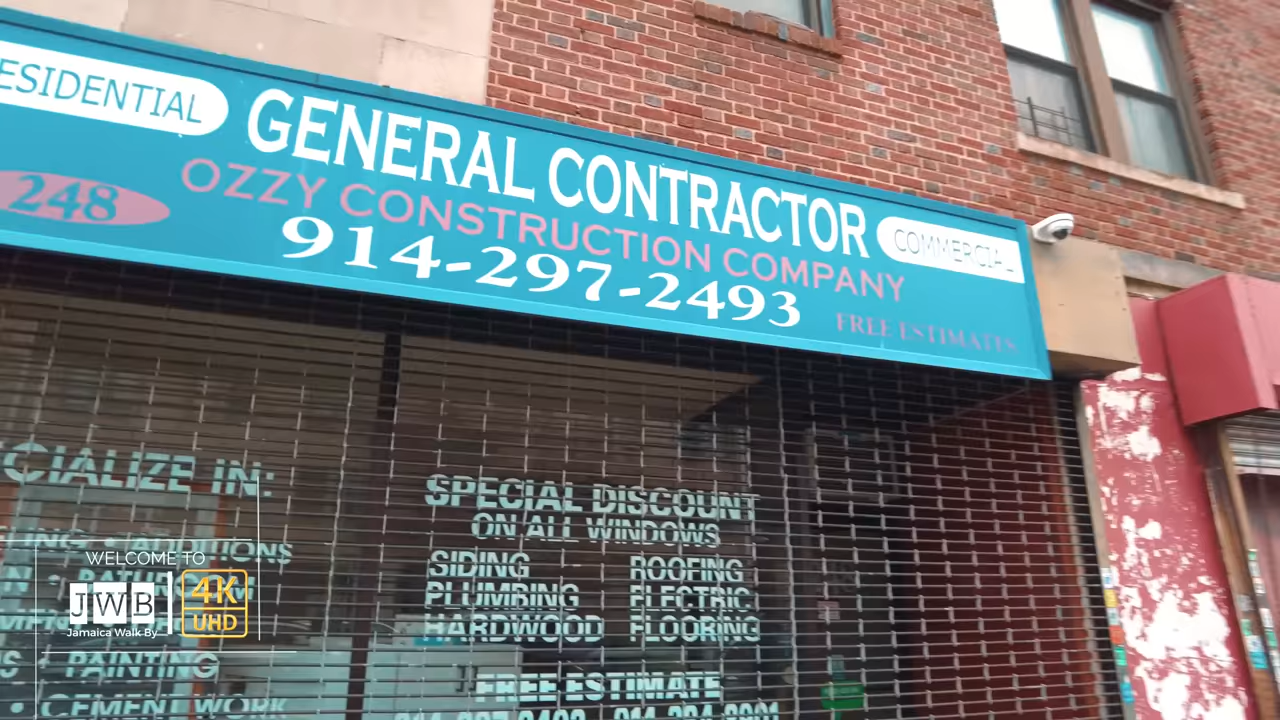 ESIDENTIAL
GENERAL CONTRACTOR
COMMERCIAL
248
OZZY CONSTRUCTION COMPANY
914-297-2493
FREE ESTIMATES
CIALIZE IN:
ADDITIONS
PAINTING
• CEMENT WORK
SPECIAL DISCOUNT
ON ALL WINDOWS
SIDING ROOFING
PLUMBING ELECTRIC
HARDWOOD FLOORING
FREE ESTIMATE
WELCOME TO
JWB
Jamaica Walk By
4K
UHD